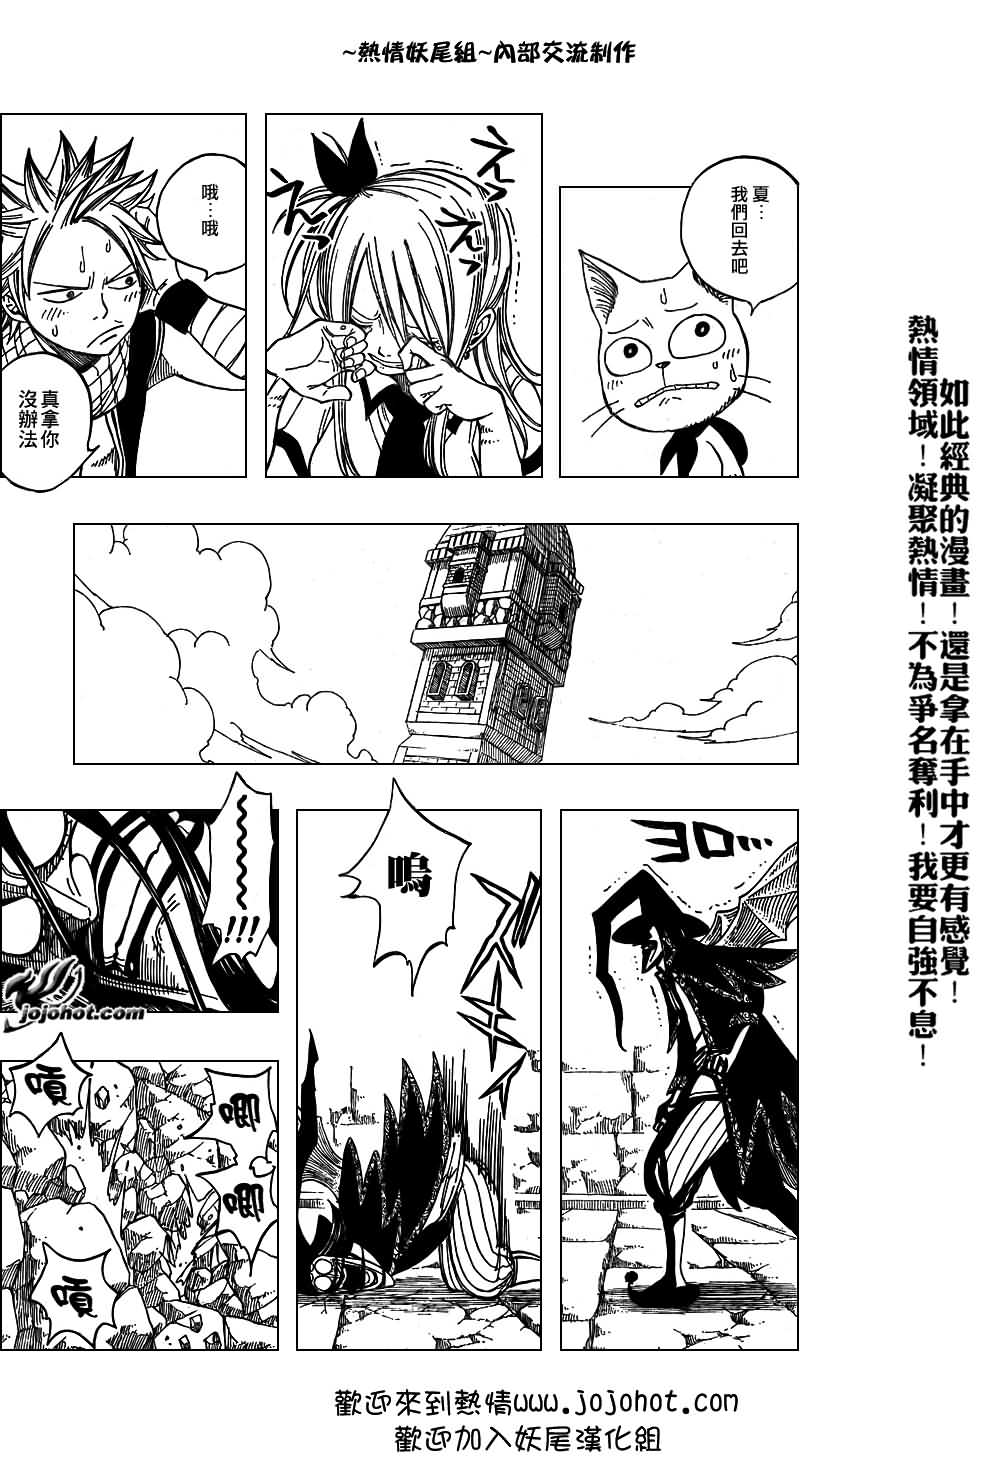 ~熱情妖尾組~內部交流制作
夏…
我們回去吧
えっ
えっ
えっ
哦…哦
真拿你
沒辦法
ヨロ…
嗚
~~~~~!!!
jojohot.com
嘖
唧
唧
嘖
如此經典的漫畫！還是拿在手中才更有感覺！
熱情領域！凝聚熱情！不為爭名奪利！我要自強不息！
歡迎來到熱情www.jojohot.com
歡迎加入妖尾漢化組